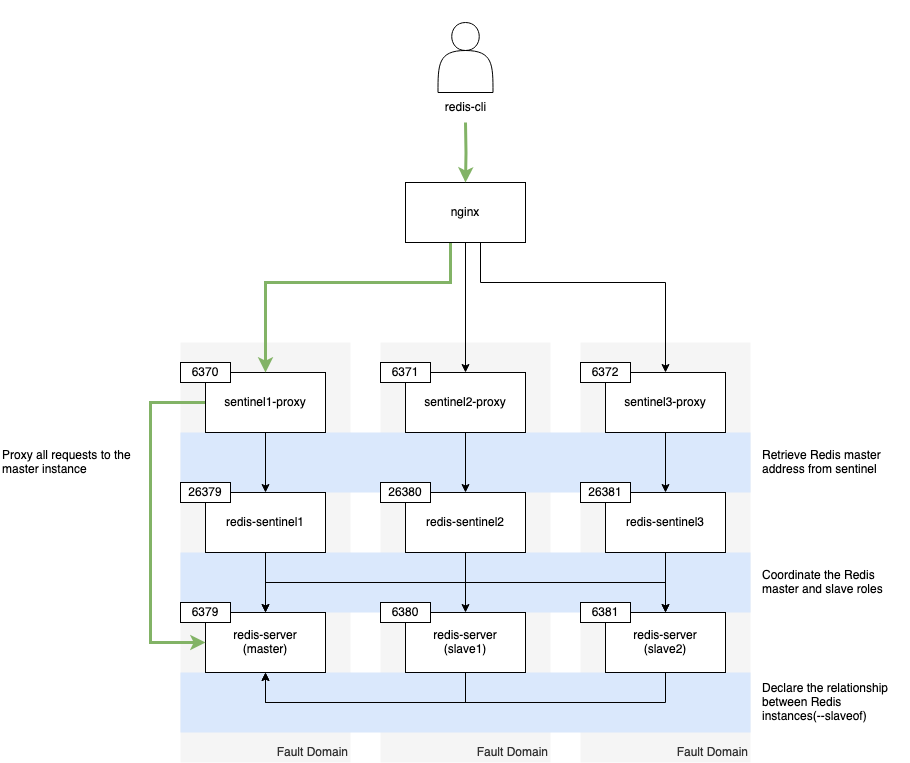 redis-cli
nginx
6370
6371
6372
sentinel1-proxy
sentinel2-proxy
sentinel3-proxy
Proxy all requests to the
master instance
Retrieve Redis master
address from sentinel
26379
26380
26381
redis-sentinel1
redis-sentinel2
redis-sentinel3
Coordinate the Redis
master and slave roles
6379
6380
6381
redis-server
(master)
redis-server
(slave1)
redis-server
(slave2)
Declare the relationship
between Redis
instances(--slaveof)
Fault Domain
Fault Domain
Fault Domain